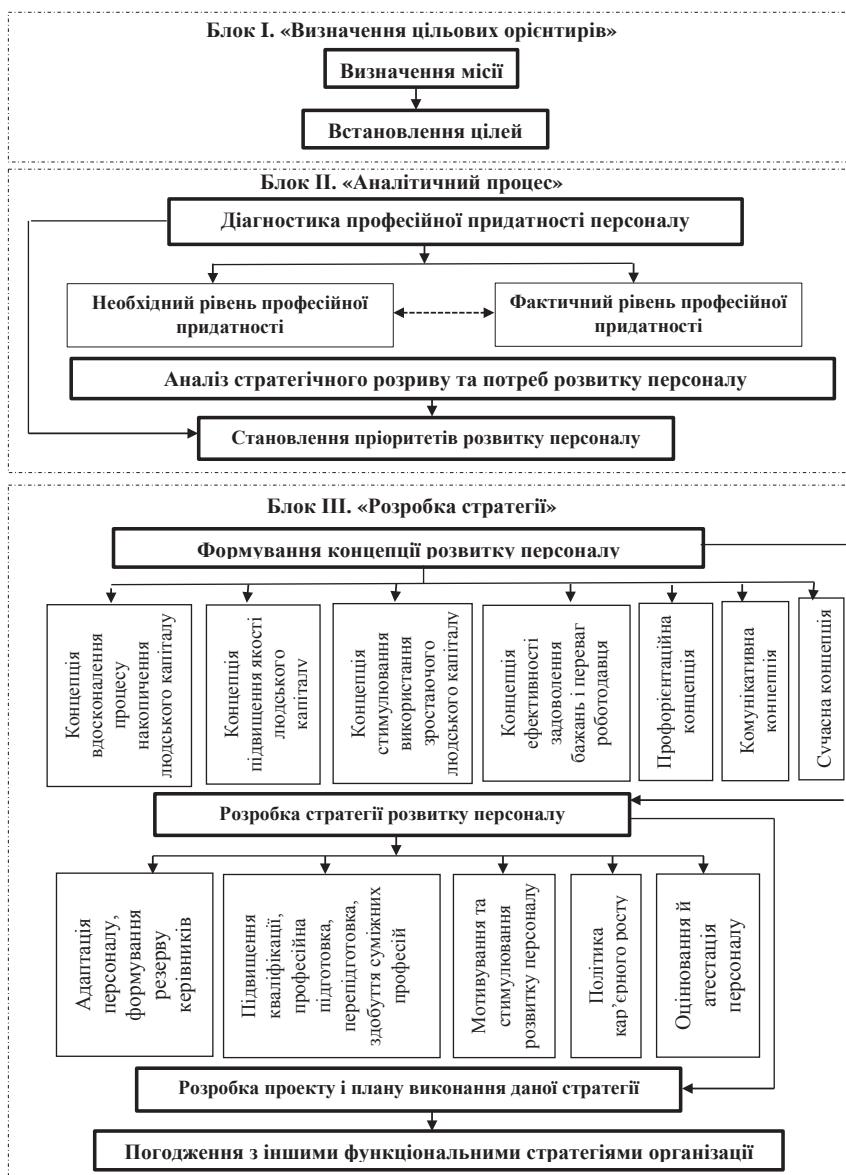 Блок І. «Визначення цільових орієнтирів»
Визначення місії
Встановлення цілей
Блок ІІ. «Аналітичний процес»
Діагностика професійної придатності персоналу
Необхідний рівень професійної
придатності
Фактичний рівень професійної
придатності
Аналіз стратегічного розриву та потреб розвитку персоналу
Становлення пріоритетів розвитку персоналу
Блок ІІІ. «Розробка стратегії»
Формування концепції розвитку персоналу
Концепція
вдосконалення
процесу
накопичення
людського капіталу
Концепція
підвищення якості
людського
капіталу
Концепція
стимулювання
використання
зростаючого
людського капіталу
Концепція
ефективності
задоволення
бажань і переваг
роботодавця
Профорієнтаційна
концепція
Комунікативна
концепція
Сучасна концепція
Розробка стратегії розвитку персоналу
Адаптація
персоналу,
формування
резерву
керівників
Підвищення
кваліфікації,
професійна
підготовка,
перепідготовка,
здобуття суміжних
професій
Мотивування та
стимулювання
розвитку персоналу
Політика
кар’єрного росту
Оцінювання й
атестація
персоналу
Розробка проекту і плану виконання даної стратегії
Погодження з іншими функціональними стратегіями організації